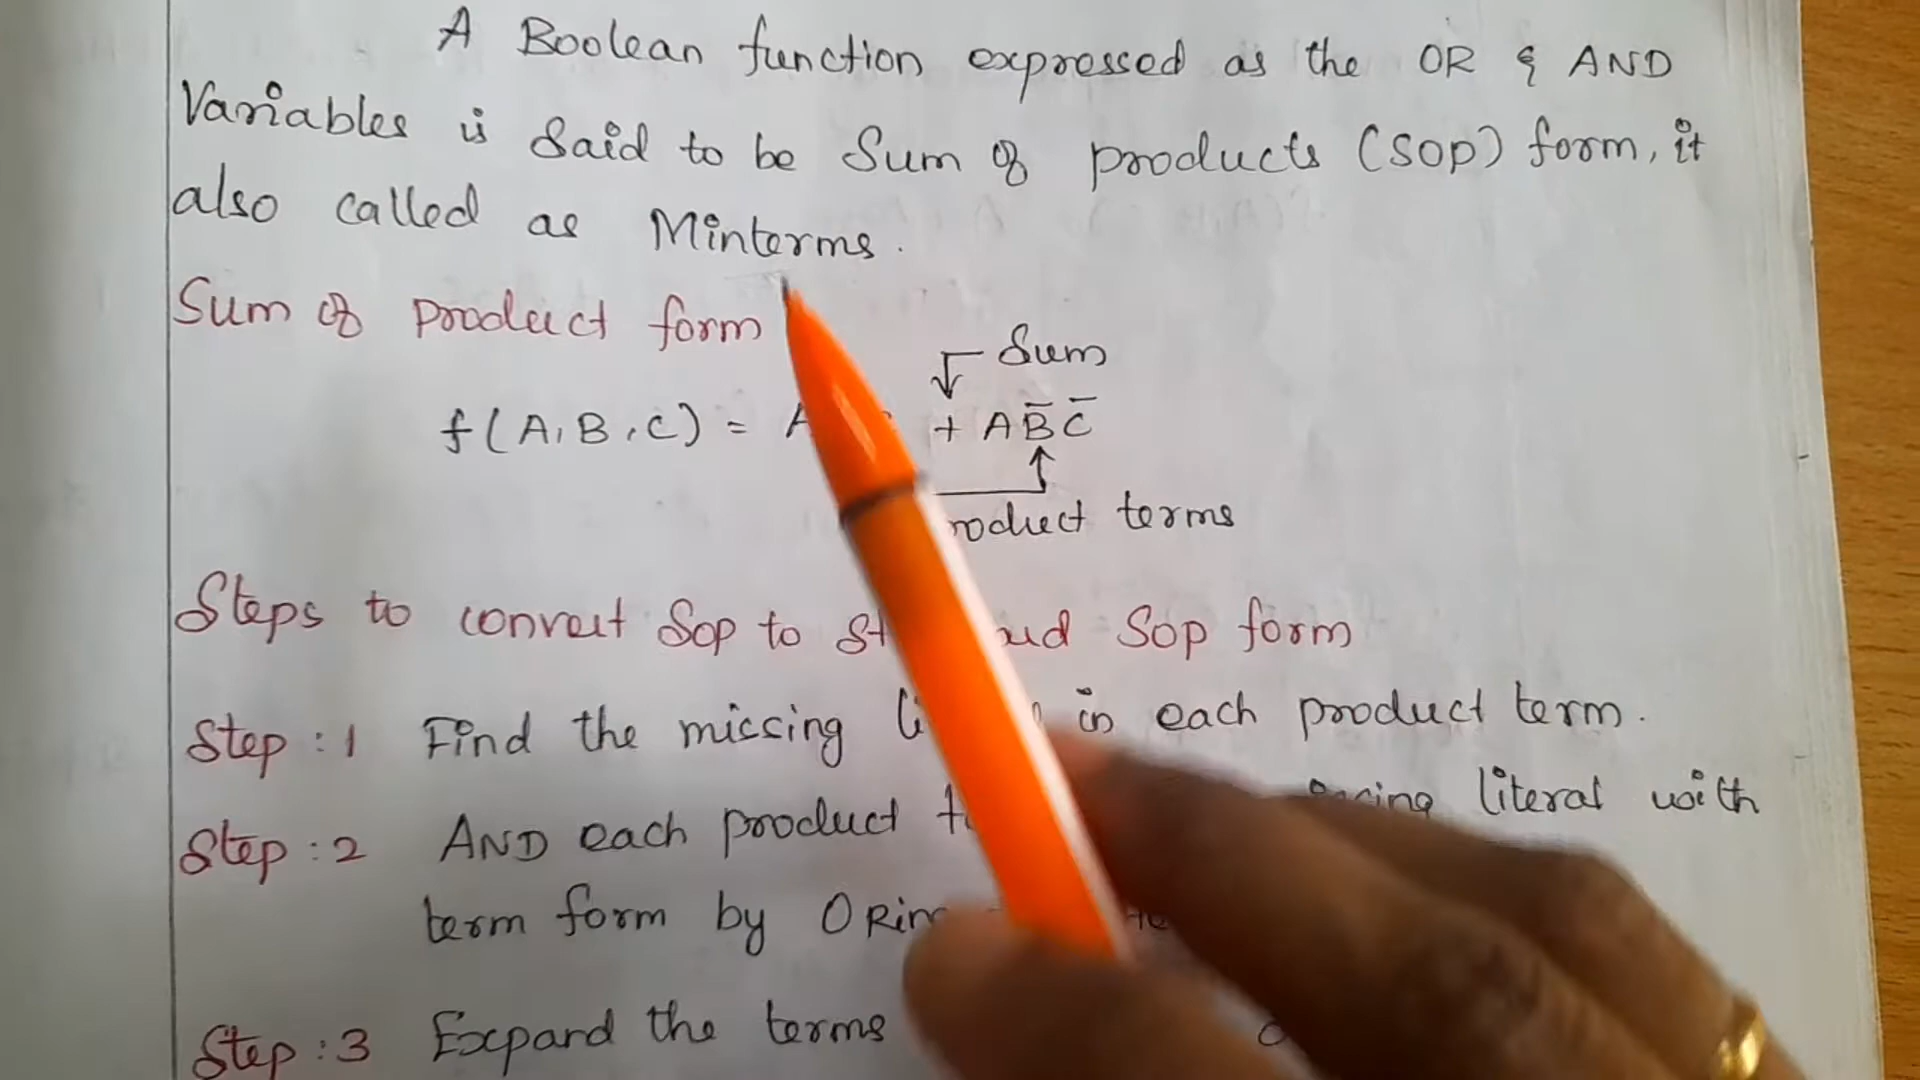 A Boolean function expressed as the OR & AND
Variables is said to be Sum of products (SOP) form, it
also called as Minterms.
Sum of product form
Sum
f(A,B,C) = A + AB̅C̅
terms
Steps to convert Sop to Sop form
Step:1 Find the missing in each product term.
Step:2 AND each product literal with
term form by
Step:3 Expand the terms